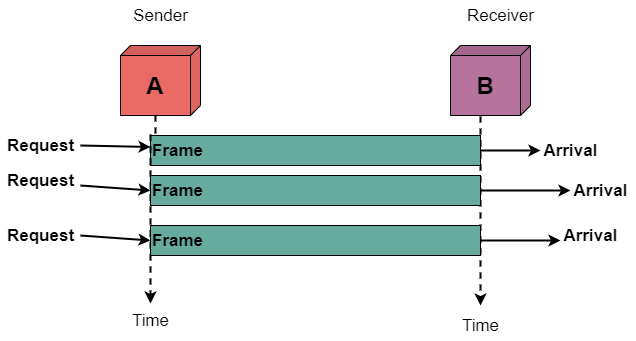 Sender
Receiver
A
B
Request
Frame
Arrival
Request
Frame
Arrival
Request
Frame
Arrival
Time
Time